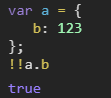 var a = {
    b: 123
};
!!a.b
true